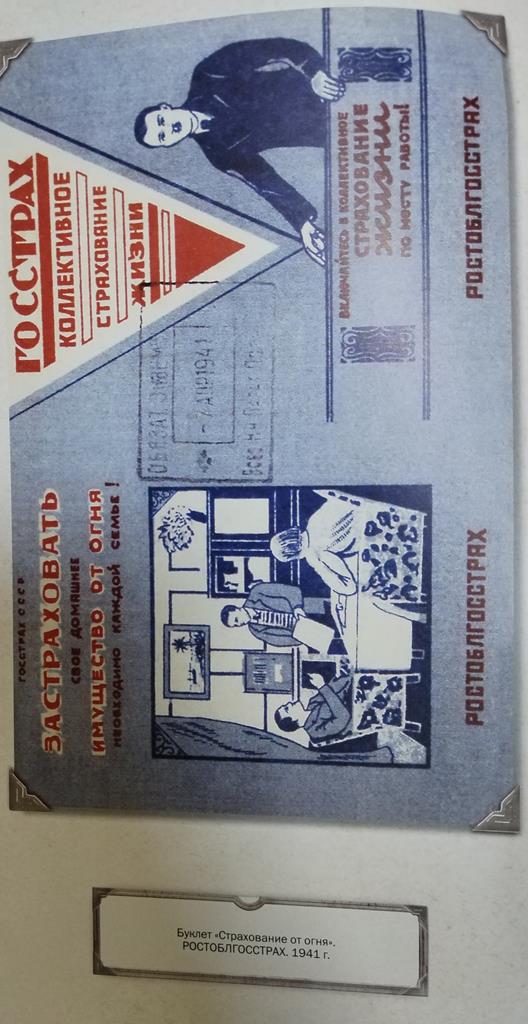 ГОССТРАХ СССР
ЗАСТРАХОВАТЬ
СВОЕ ДОМАШНЕЕ
ИМУЩЕСТВО ОТ ОГНЯ
НЕОБХОДИМО КАЖДОЙ СЕМЬЕ!
РОСТОБЛГОССТРАХ
ГОССТРАХ
КОЛЛЕКТИВНОЕ
СТРАХОВАНИЕ
ЖИЗНИ
ВКЛЮЧАЙТЕСЬ В КОЛЛЕКТИВНОЕ
СТРАХОВАНИЕ
ЖИЗНИ
ПО МЕСТУ РАБОТЫ!
РОСТОБЛГОССТРАХ
1941
Буклет «Страхование от огня».
РОСТОБЛГОССТРАХ. 1941 г.